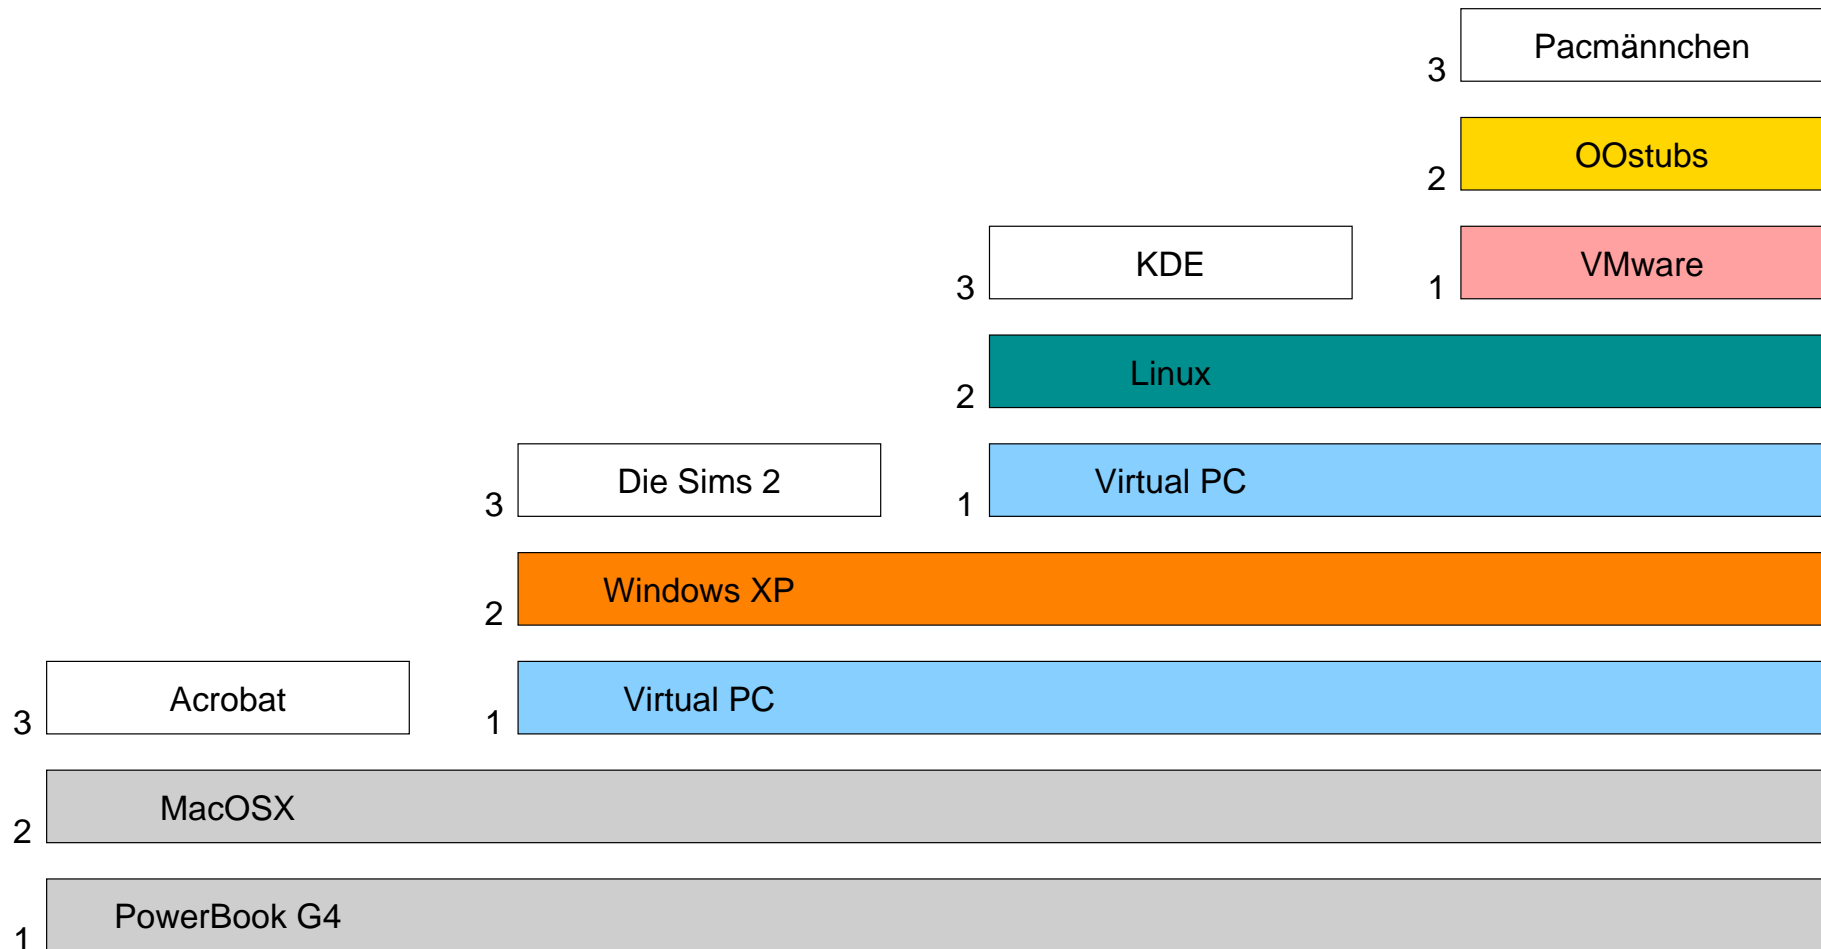 Pacmännchen
3
OOstubs
2
KDE
VMware
3
1
Linux
2
Die Sims 2
Virtual PC
3
1
Windows XP
2
Acrobat
Virtual PC
3
1
MacOSX
2
PowerBook G4
1